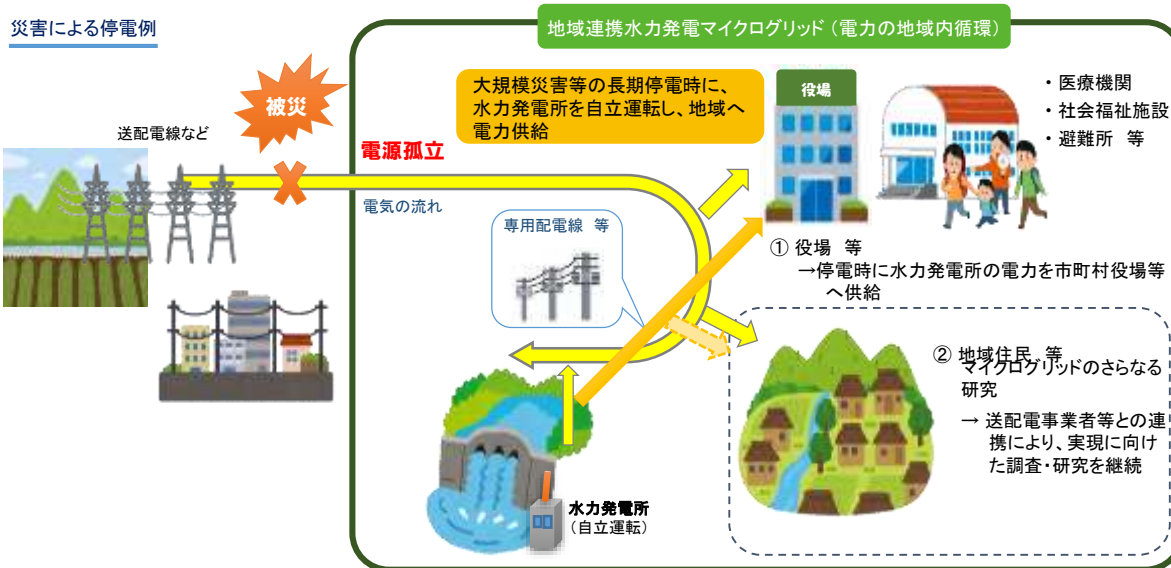 災害による停電例
地域連携水力発電マイクログリッド（電力の地域内循環）
被災
大規模災害等の長期停電時に、
水力発電所を自立運転し、地域へ
電力供給
役場
・医療機関
・社会福祉施設
・避難所 等
送配電線など
電源孤立
電気の流れ
専用配電線 等
① 役場 等
→停電時に水力発電所の電力を市町村役場等
へ供給
② 地域住民 等
マイクログリッドのさらなる
研究
→ 送配電事業者等との連
携により、実現に向け
た調査・研究を継続
水力発電所
（自立運転）